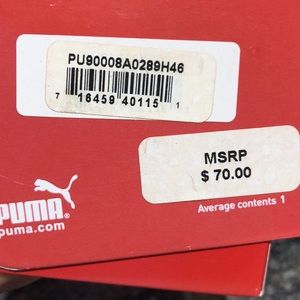 PU90008A0289H46
7 16459 40115 1
MSRP
$ 70.00
PUMA®
puma.com
Average contents 1